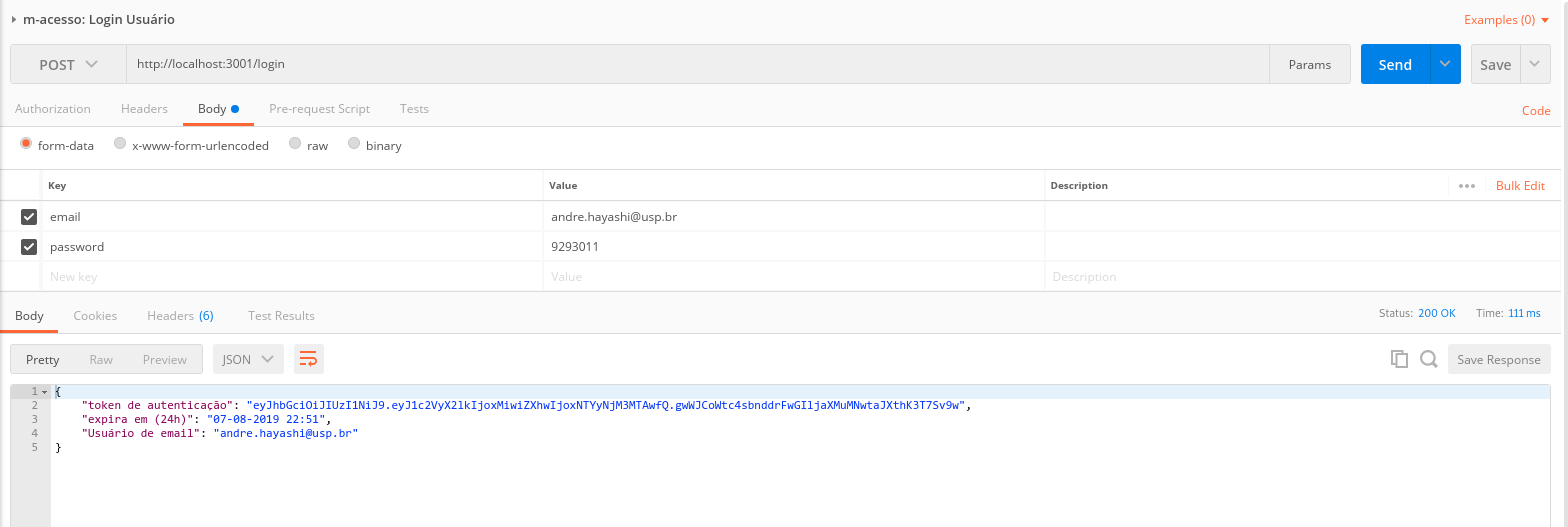 m-acesso: Login Usuário
Examples (0)
POST http://localhost:3001/login Params Send Save
Authorization Headers Body Pre-request Script Tests Code
form-data x-www-form-urlencoded raw binary
Key Value Description Bulk Edit
email andre.hayashi@usp.br
password 9293011
New key Value Description
Body Cookies Headers (6) Test Results Status: 200 OK Time: 111 ms
Pretty Raw Preview JSON Save Response
1 {
2 "token de autenticação": "eyJhbGciOiJIUzI1NiJ9.eyJ1c2VyX2lkIjoxMiwiZXhwIjoxNTYyNjM3MTAwfQ.gwWJCoWtc4sbnddrFwGIljaXMuMNwtaJXthK3T7Sv9w",
3 "expira em (24h)": "07-08-2019 22:51",
4 "Usuário de email": "andre.hayashi@usp.br"
5 }